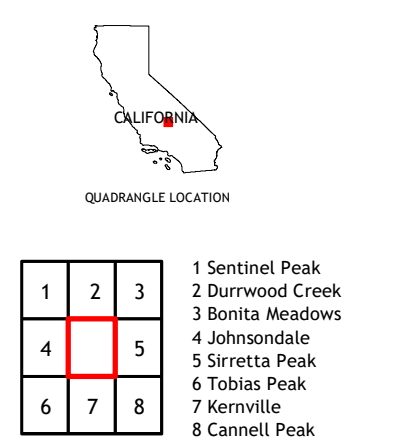 CALIFORNIA
QUADRANGLE LOCATION
1 2 3
4 5
6 7 8
1 Sentinel Peak
2 Durrwood Creek
3 Bonita Meadows
4 Johnsondale
5 Sirretta Peak
6 Tobias Peak
7 Kernville
8 Cannell Peak